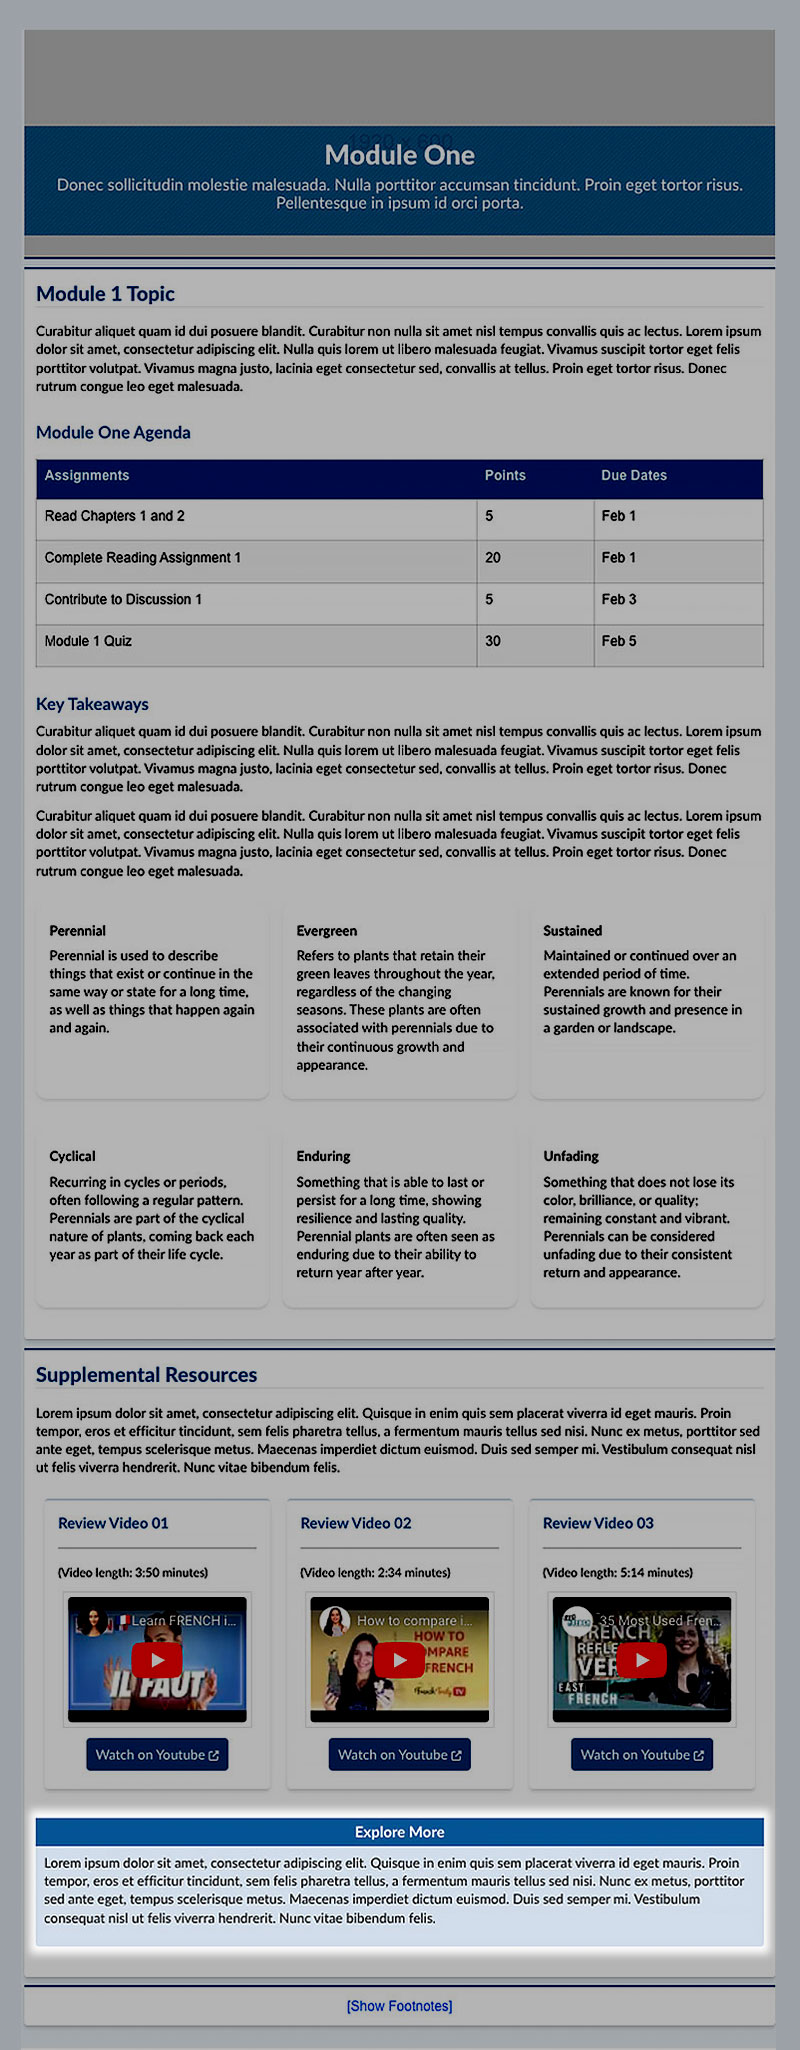 1920 x 600
Module One
Donec sollicitudin molestie malesuada. Nulla porttitor accumsan tincidunt. Proin eget tortor risus.
Pellentesque in ipsum id orci porta.
Module 1 Topic
Curabitur aliquet quam id dui posuere blandit. Curabitur non nulla sit amet nisl tempus convallis quis ac lectus. Lorem ipsum
dolor sit amet, consectetur adipiscing elit. Nulla quis lorem ut libero malesuada feugiat. Vivamus suscipit tortor eget felis
porttitor volutpat. Vivamus magna justo, lacinia eget consectetur sed, convallis at tellus. Proin eget tortor risus. Donec
rutrum congue leo eget malesuada.
Module One Agenda
Assignments Points Due Dates
Read Chapters 1 and 2 5 Feb 1
Complete Reading Assignment 1 20 Feb 1
Contribute to Discussion 1 5 Feb 3
Module 1 Quiz 30 Feb 5
Key Takeaways
Curabitur aliquet quam id dui posuere blandit. Curabitur non nulla sit amet nisl tempus convallis quis ac lectus. Lorem ipsum
dolor sit amet, consectetur adipiscing elit. Nulla quis lorem ut libero malesuada feugiat. Vivamus suscipit tortor eget felis
porttitor volutpat. Vivamus magna justo, lacinia eget consectetur sed, convallis at tellus. Proin eget tortor risus. Donec
rutrum congue leo eget malesuada.
Curabitur aliquet quam id dui posuere blandit. Curabitur non nulla sit amet nisl tempus convallis quis ac lectus. Lorem ipsum
dolor sit amet, consectetur adipiscing elit. Nulla quis lorem ut libero malesuada feugiat. Vivamus suscipit tortor eget felis
porttitor volutpat. Vivamus magna justo, lacinia eget consectetur sed, convallis at tellus. Proin eget tortor risus. Donec
rutrum congue leo eget malesuada.
Perennial
Perennial is used to describe
things that exist or continue in the
same way or state for a long time,
as well as things that happen again
and again.
Evergreen
Refers to plants that retain their
green leaves throughout the year,
regardless of the changing
seasons. These plants are often
associated with perennials due to
their continuous growth and
appearance.
Sustained
Maintained or continued over an
extended period of time.
Perennials are known for their
sustained growth and presence in
a garden or landscape.
Cyclical
Recurring in cycles or periods,
often following a regular pattern.
Perennials are part of the cyclical
nature of plants, coming back each
year as part of their life cycle.
Enduring
Something that is able to last or
persist for a long time, showing
resilience and lasting quality.
Perennial plants are often seen as
enduring due to their ability to
return year after year.
Unfading
Something that does not lose its
color, brilliance, or quality;
remaining constant and vibrant.
Perennials can be considered
unfading due to their consistent
return and appearance.
Supplemental Resources
Lorem ipsum dolor sit amet, consectetur adipiscing elit. Quisque in enim quis sem placerat viverra id eget mauris. Proin
tempor, eros et efficitur tincidunt, sem felis pharetra tellus, a fermentum mauris tellus sed nisi. Nunc ex metus, porttitor sed
ante eget, tempus scelerisque metus. Maecenas imperdiet dictum euismod. Duis sed semper mi. Vestibulum consequat nisl
ut felis viverra hendrerit. Nunc vitae bibendum felis.
Review Video 01
(Video length: 3:50 minutes)
Learn FRENCH i...
IL FAUT
Watch on Youtube
Review Video 02
(Video length: 2:34 minutes)
How to compare i...
HOW TO
FRENCH
Watch on Youtube
Review Video 03
(Video length: 5:14 minutes)
35 Most Used Fren...
FRENCH
EASY
FRENCH
Watch on Youtube
Explore More
Lorem ipsum dolor sit amet, consectetur adipiscing elit. Quisque in enim quis sem placerat viverra id eget mauris. Proin
tempor, eros et efficitur tincidunt, sem felis pharetra tellus, a fermentum mauris tellus sed nisi. Nunc ex metus, porttitor
sed ante eget, tempus scelerisque metus. Maecenas imperdiet dictum euismod. Duis sed semper mi. Vestibulum
consequat nisl ut felis viverra hendrerit. Nunc vitae bibendum felis.
[Show Footnotes]